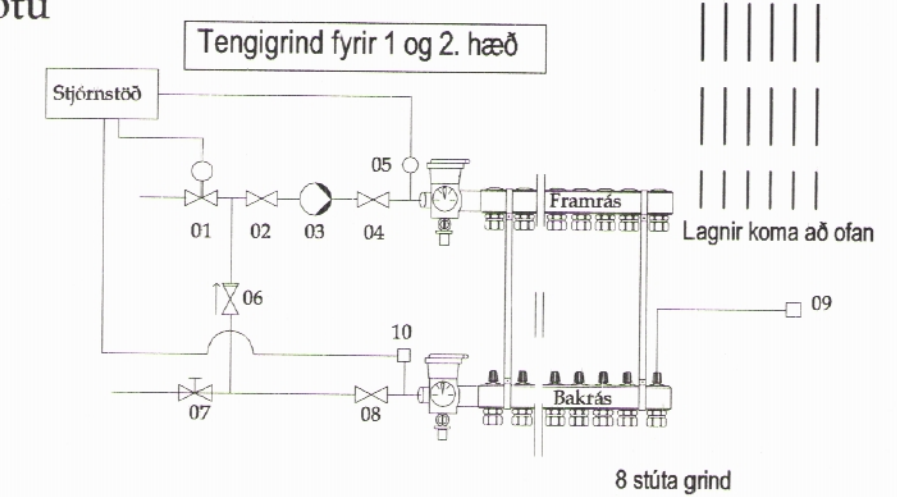 Tengigrind fyrir 1 og 2. hæð
Stjórnstöð
05
01
02
03
04
Framrás
Lagnir koma að ofan
06
09
10
07
08
Bakrás
8 stúta grind